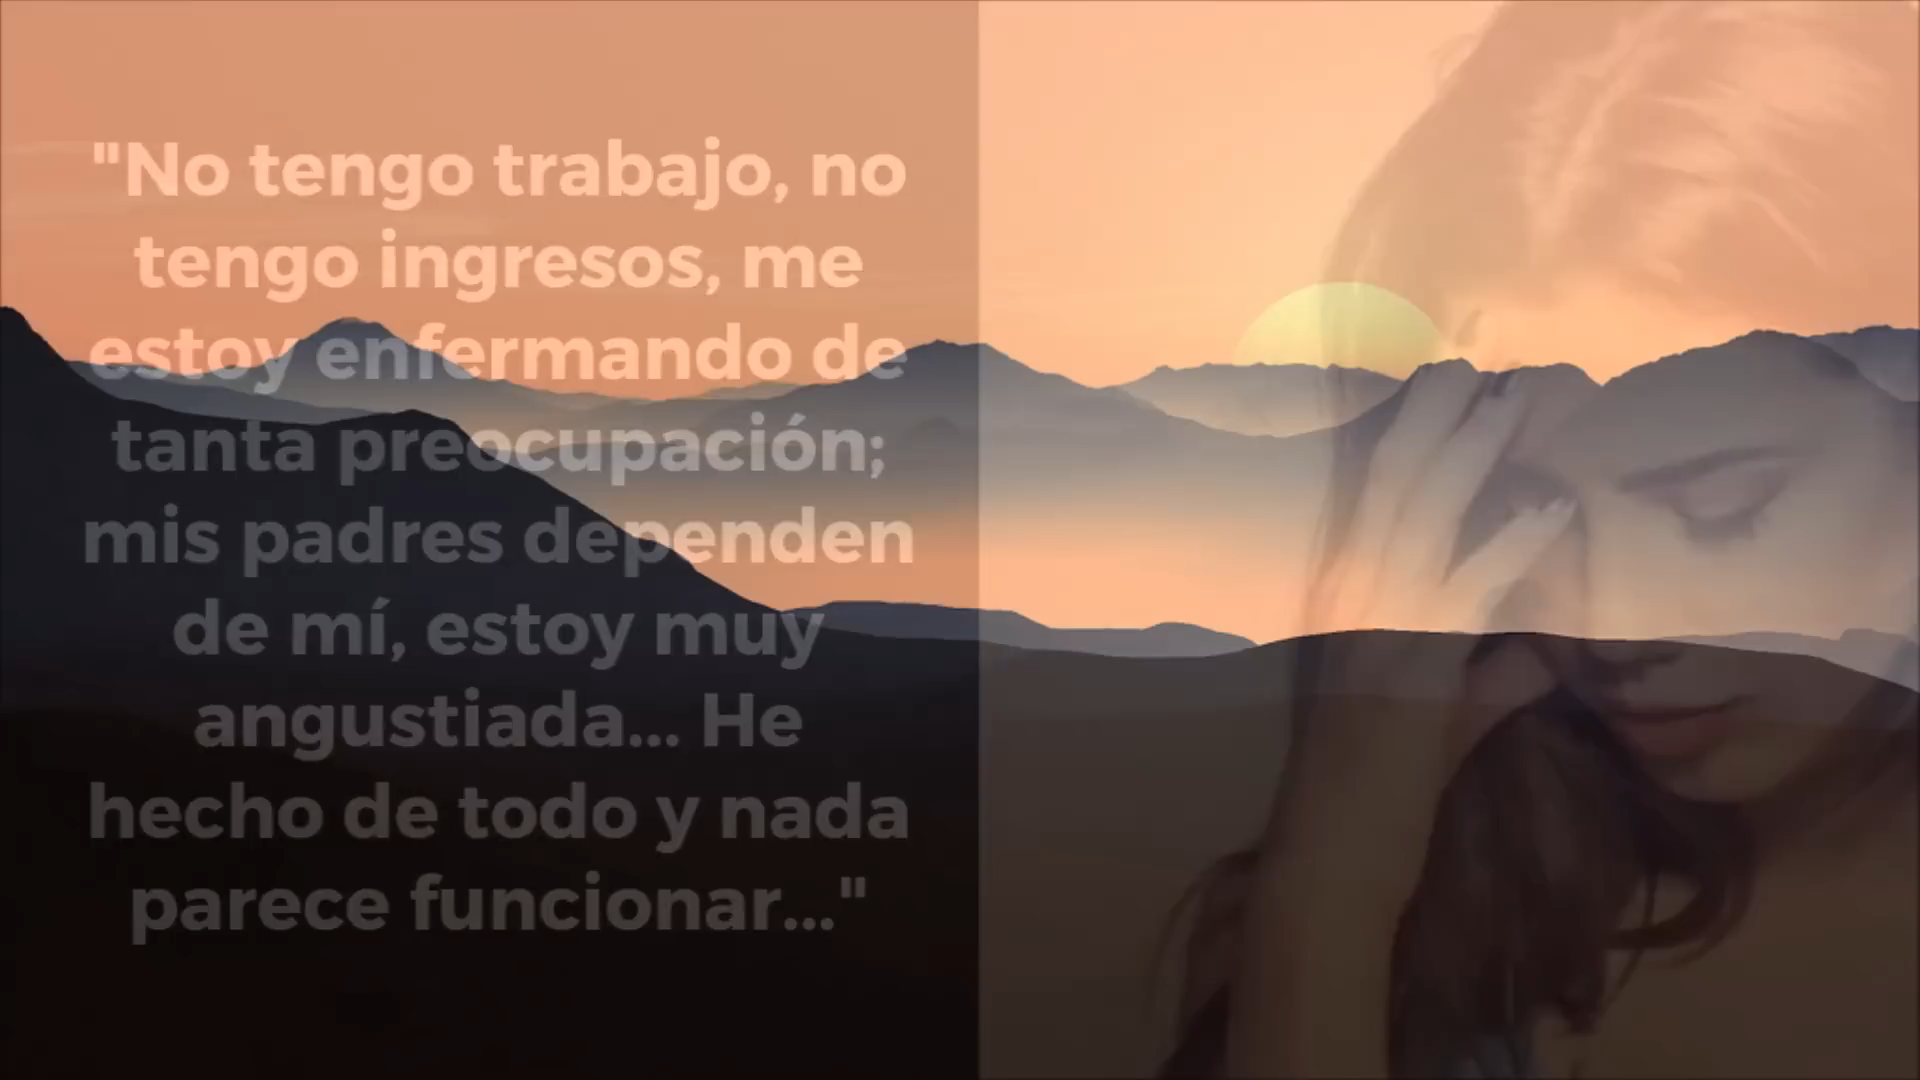 "No tengo trabajo, no
tengo ingresos, me
estoy enfermando de
tanta preocupación;
mis padres dependen
de mí, estoy muy
angustiada... He
hecho de todo y nada
parece funcionar..."